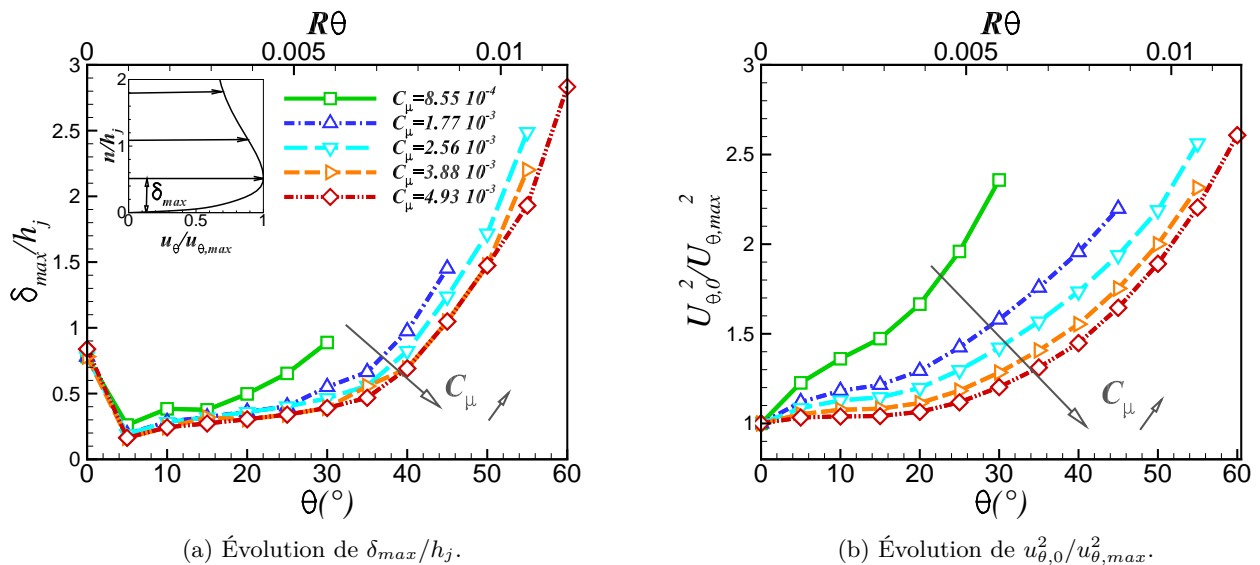 Rθ
0 0.005 0.01
3
2.5
2
1.5
1
0.5
0
δmax/hj
2
1
0
n/hj
δmax
0 0.5 1
uθ/uθ,max
Cμ=8.55 10^-4
Cμ=1.77 10^-3
Cμ=2.56 10^-3
Cμ=3.88 10^-3
Cμ=4.93 10^-3
Cμ
0 10 20 30 40 50 60
θ(°)
(a) Évolution de δmax/hj.
Rθ
0 0.005 0.01
3
2.5
2
1.5
1
Uθ,0^2/Uθ,max^2
Cμ
0 10 20 30 40 50 60
θ(°)
(b) Évolution de u²θ,0/u²θ,max.